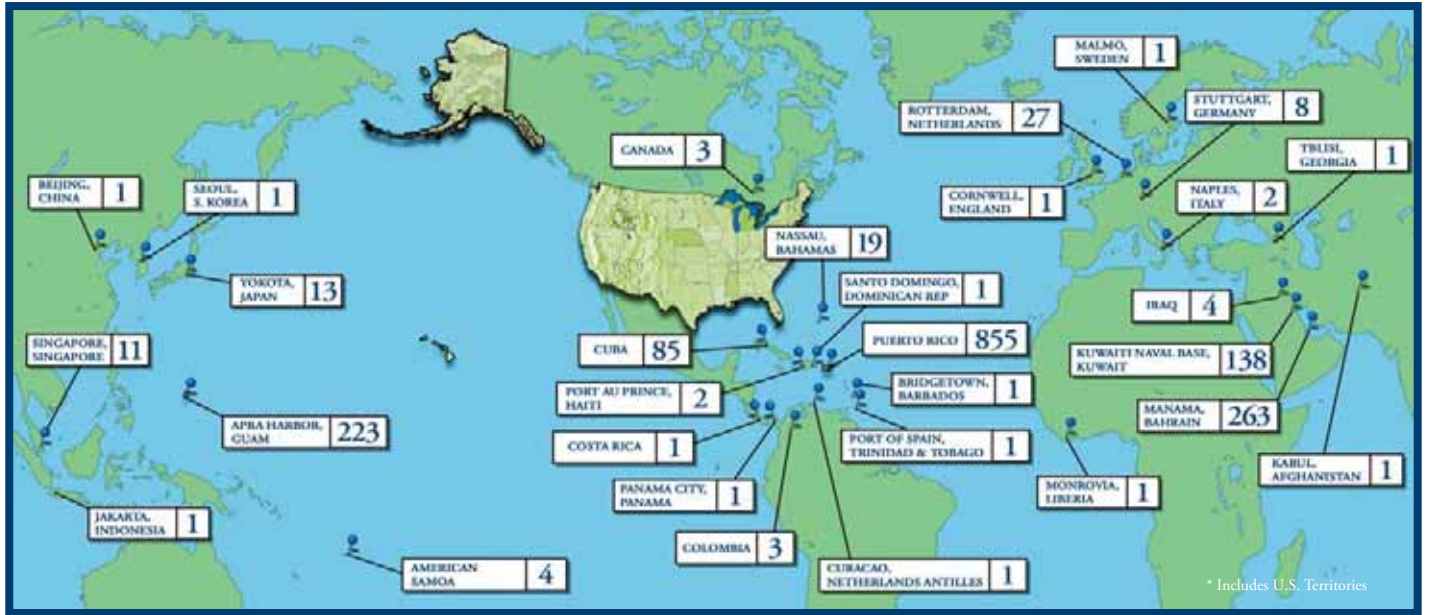 MALMO,
SWEDEN 1
ROTTERDAM,
NETHERLANDS 27
STUTTGART,
GERMANY 8
CANADA 3
TBLISI,
GEORGIA 1
BEIJING,
CHINA 1
SEOUL,
S. KOREA 1
CORNWELL,
ENGLAND 1
NAPLES,
ITALY 2
NASSAU,
BAHAMAS 19
YOKOTA,
JAPAN 13
SANTO DOMINGO,
DOMINICAN REP 1
IRAQ 4
SINGAPORE,
SINGAPORE 11
CUBA 85
PUERTO RICO 855
KUWAITI NAVAL BASE,
KUWAIT 138
PORT AU PRINCE,
HAITI 2
BRIDGETOWN,
BARBADOS 1
MANAMA,
BAHRAIN 263
APRA HARBOR,
GUAM 223
COSTA RICA 1
PORT OF SPAIN,
TRINIDAD & TOBAGO 1
KABUL,
AFGHANISTAN 1
PANAMA CITY,
PANAMA 1
MONROVIA,
LIBERIA 1
JAKARTA,
INDONESIA 1
COLOMBIA 3
AMERICAN
SAMOA 4
CURACAO,
NETHERLANDS ANTILLES 1
* Includes U.S. Territories